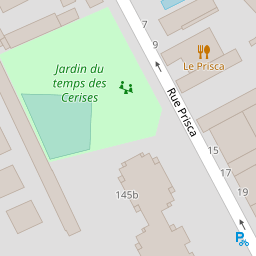 7
9
Le Prisca
Jardin du
temps des
Cerises
Rue Prisca
15
17
19
145b
P